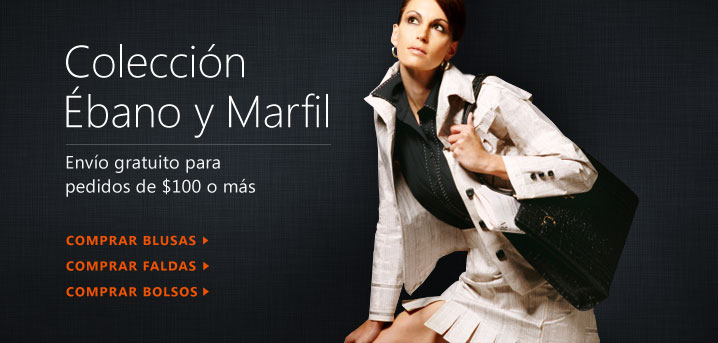 Colección
Ébano y Marfil
Envío gratuito para
pedidos de $100 o más
COMPRAR BLUSAS
COMPRAR FALDAS
COMPRAR BOLSOS